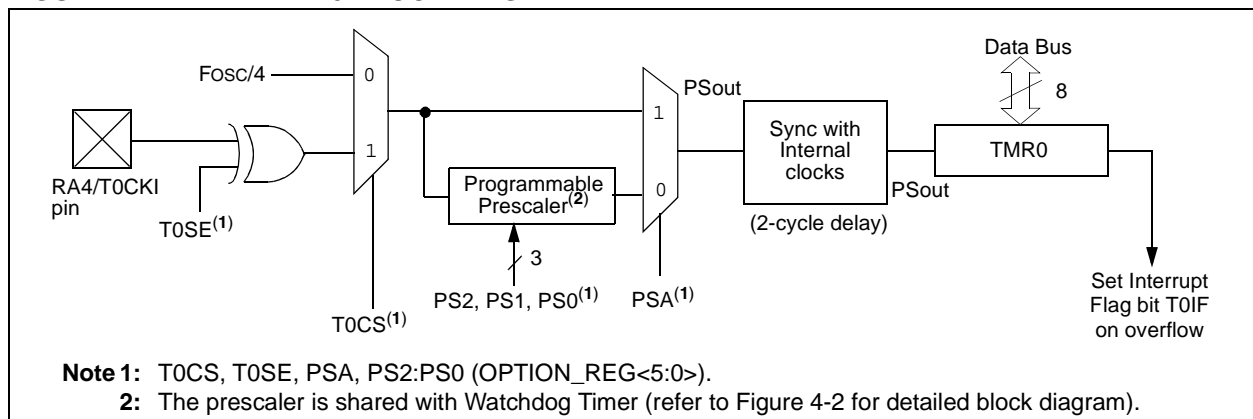 Data Bus
8
FOSC/4
0
1
RA4/T0CKI
pin
T0SE(1)
T0CS(1)
Programmable
Prescaler(2)
3
PS2, PS1, PS0(1)
1
0
PSA(1)
PSout
Sync with
Internal
clocks
(2-cycle delay)
PSout
TMR0
Set Interrupt
Flag bit T0IF
on overflow
Note 1: T0CS, T0SE, PSA, PS2:PS0 (OPTION_REG<5:0>).
2: The prescaler is shared with Watchdog Timer (refer to Figure 4-2 for detailed block diagram).